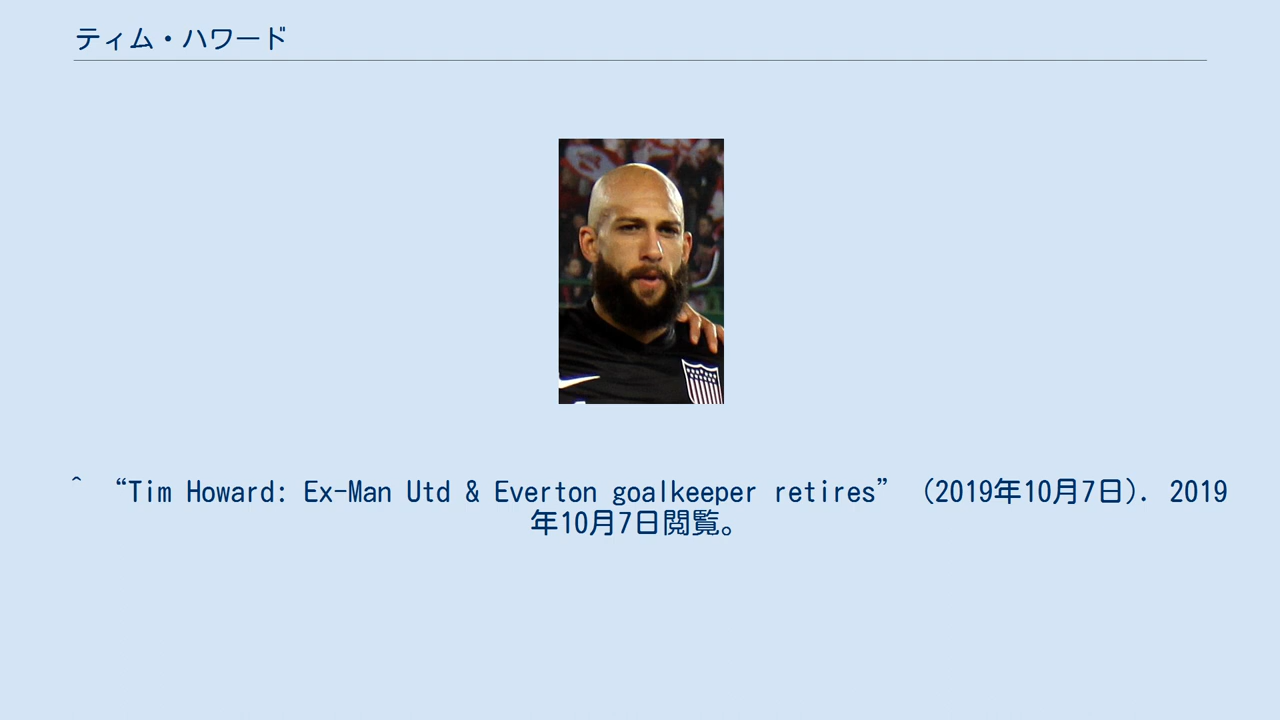 ティム・ハワード
^ “Tim Howard: Ex-Man Utd & Everton goalkeeper retires” (2019年10月7日). 2019
年10月7日閲覧。